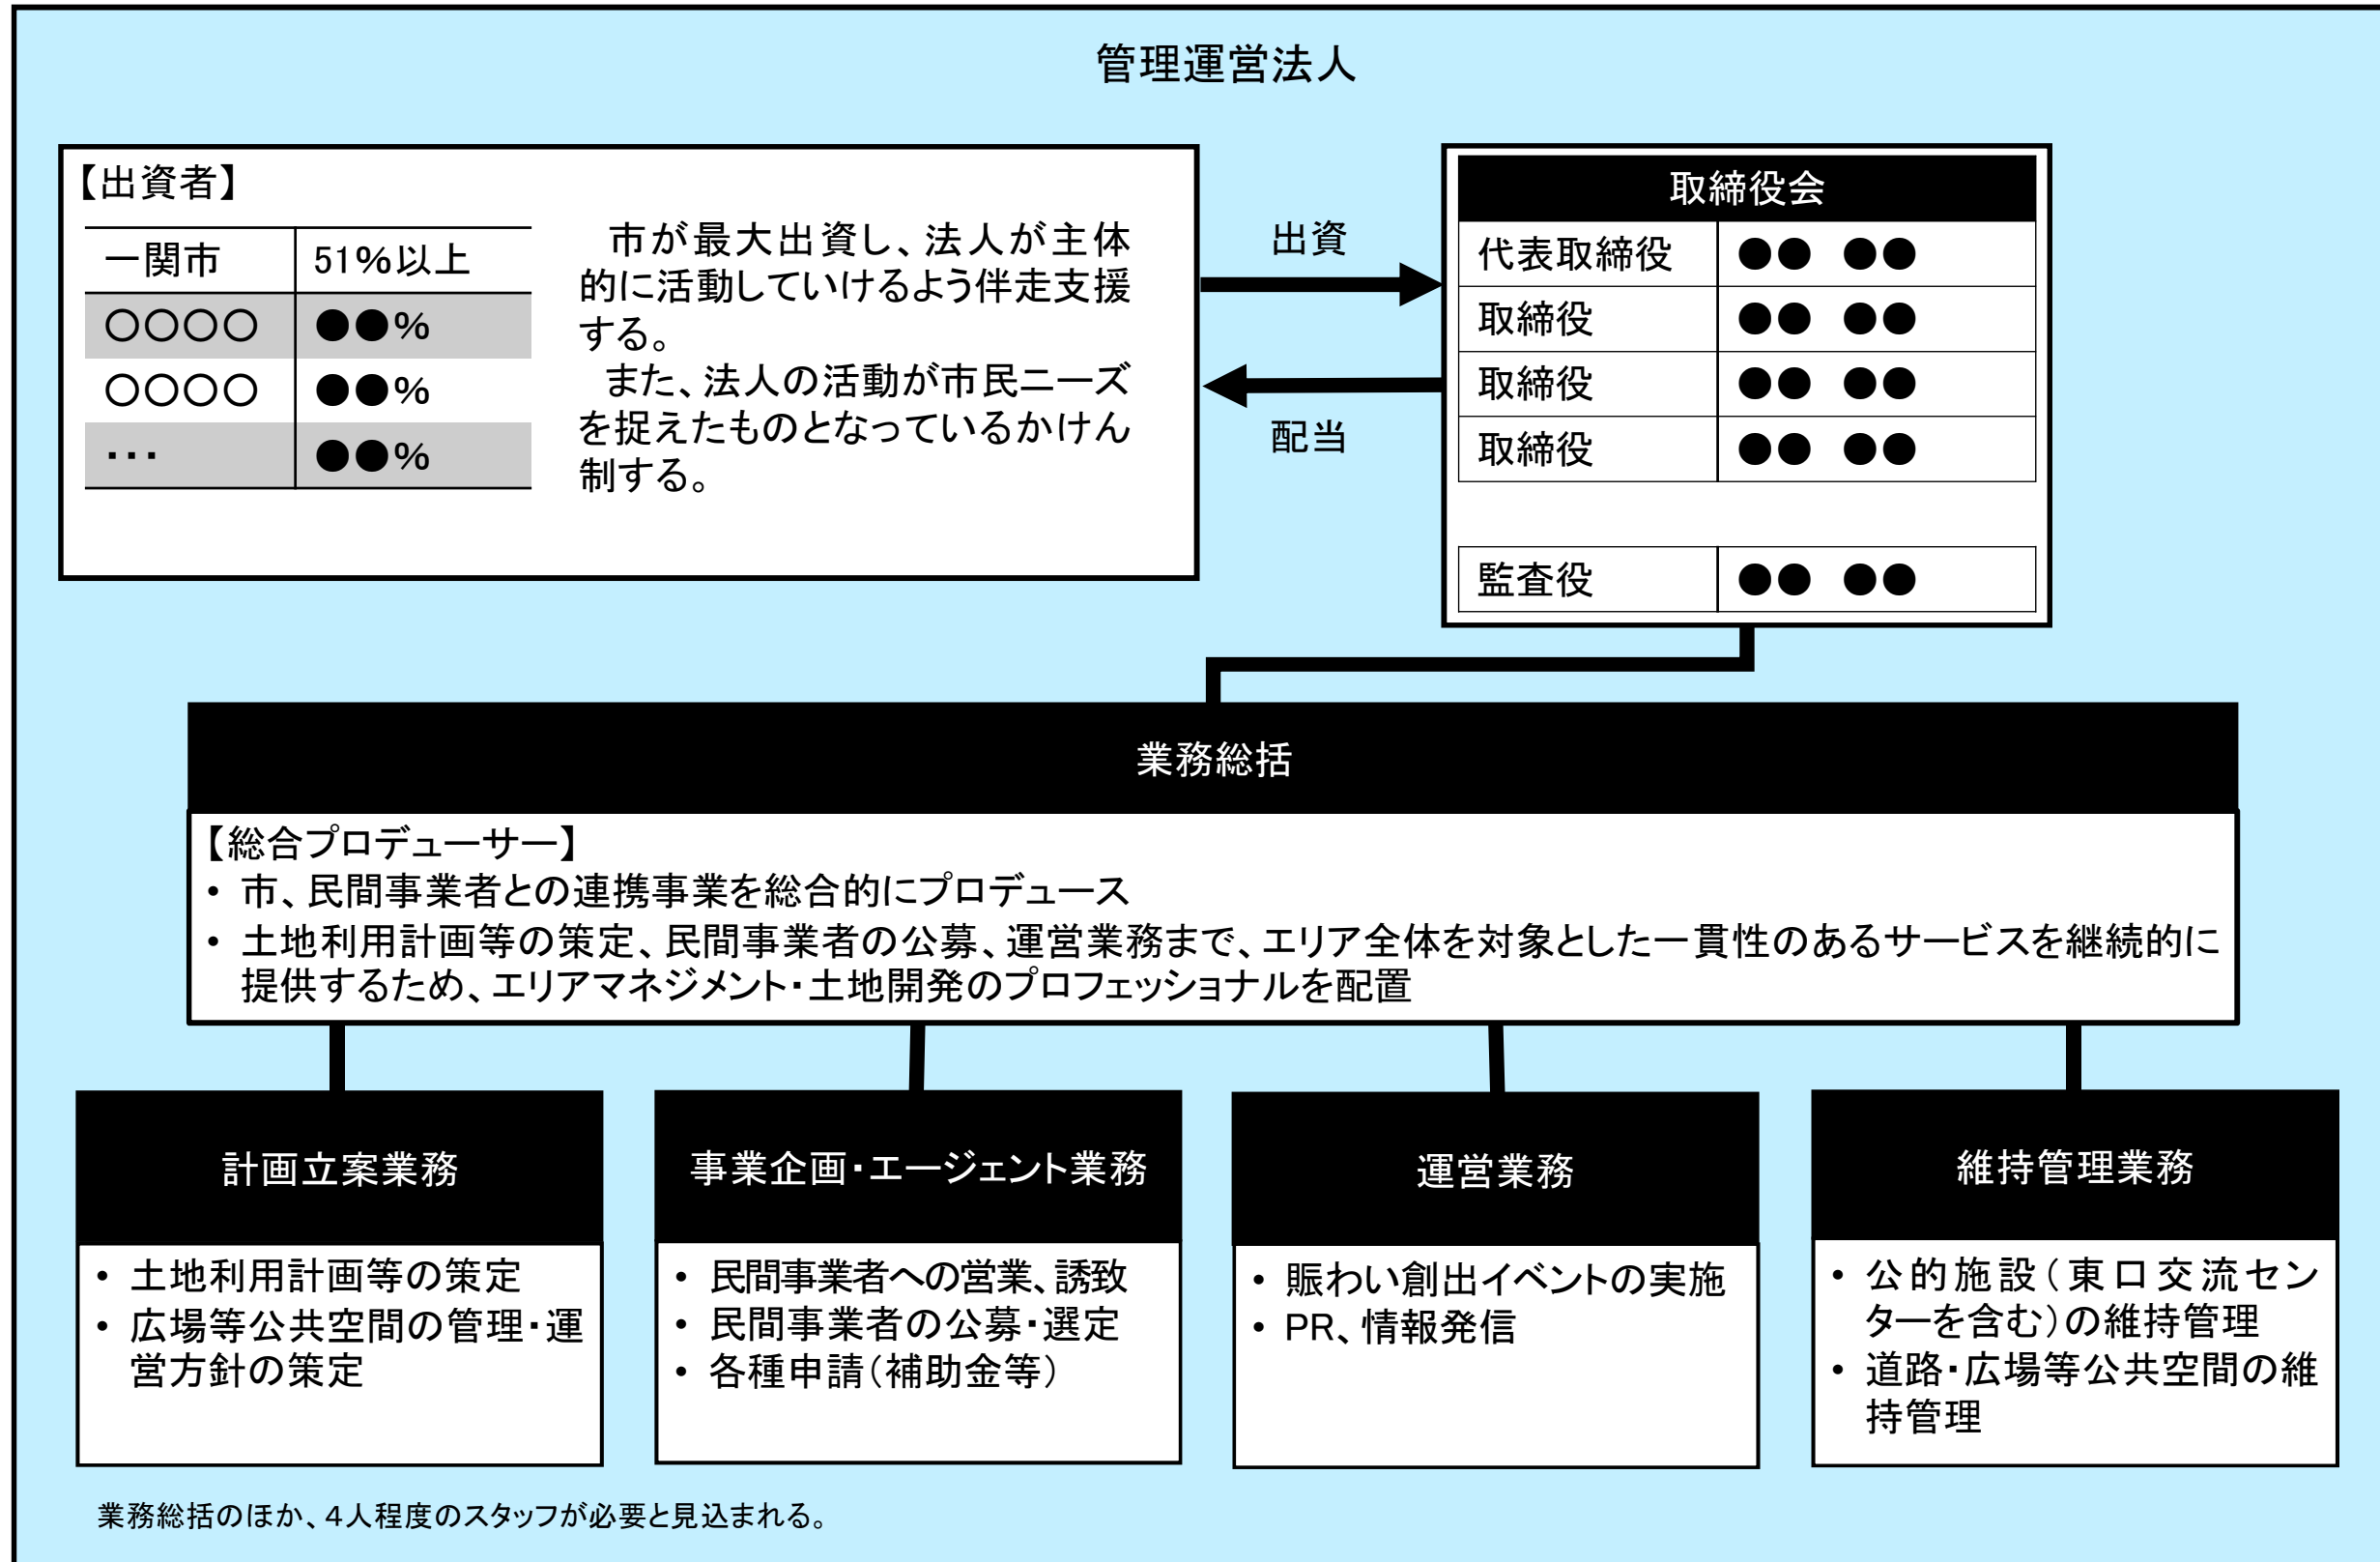 管理運営法人
【出資者】
一関市 51%以上
○○○○ ●●%
○○○○ ●●%
・・・ ●●%
市が最大出資し、法人が主体
的に活動していけるよう伴走支援
する。
また、法人の活動が市民ニーズ
を捉えたものとなっているかけん
制する。
出資
配当
取締役会
代表取締役 ●● ●●
取締役 ●● ●●
取締役 ●● ●●
取締役 ●● ●●
監査役 ●● ●●
業務総括
【総合プロデューサー】
• 市、民間事業者との連携事業を総合的にプロデュース
• 土地利用計画等の策定、民間事業者の公募、運営業務まで、エリア全体を対象とした一貫性のあるサービスを継続的に
提供するため、エリアマネジメント・土地開発のプロフェッショナルを配置
計画立案業務
• 土地利用計画等の策定
• 広場等公共空間の管理・運
営方針の策定
事業企画・エージェント業務
• 民間事業者への営業、誘致
• 民間事業者の公募・選定
• 各種申請(補助金等)
運営業務
• 賑わい創出イベントの実施
• PR、情報発信
維持管理業務
• 公的施設(東口交流セン
ターを含む)の維持管理
• 道路・広場等公共空間の維
持管理
業務総括のほか、4人程度のスタッフが必要と見込まれる。